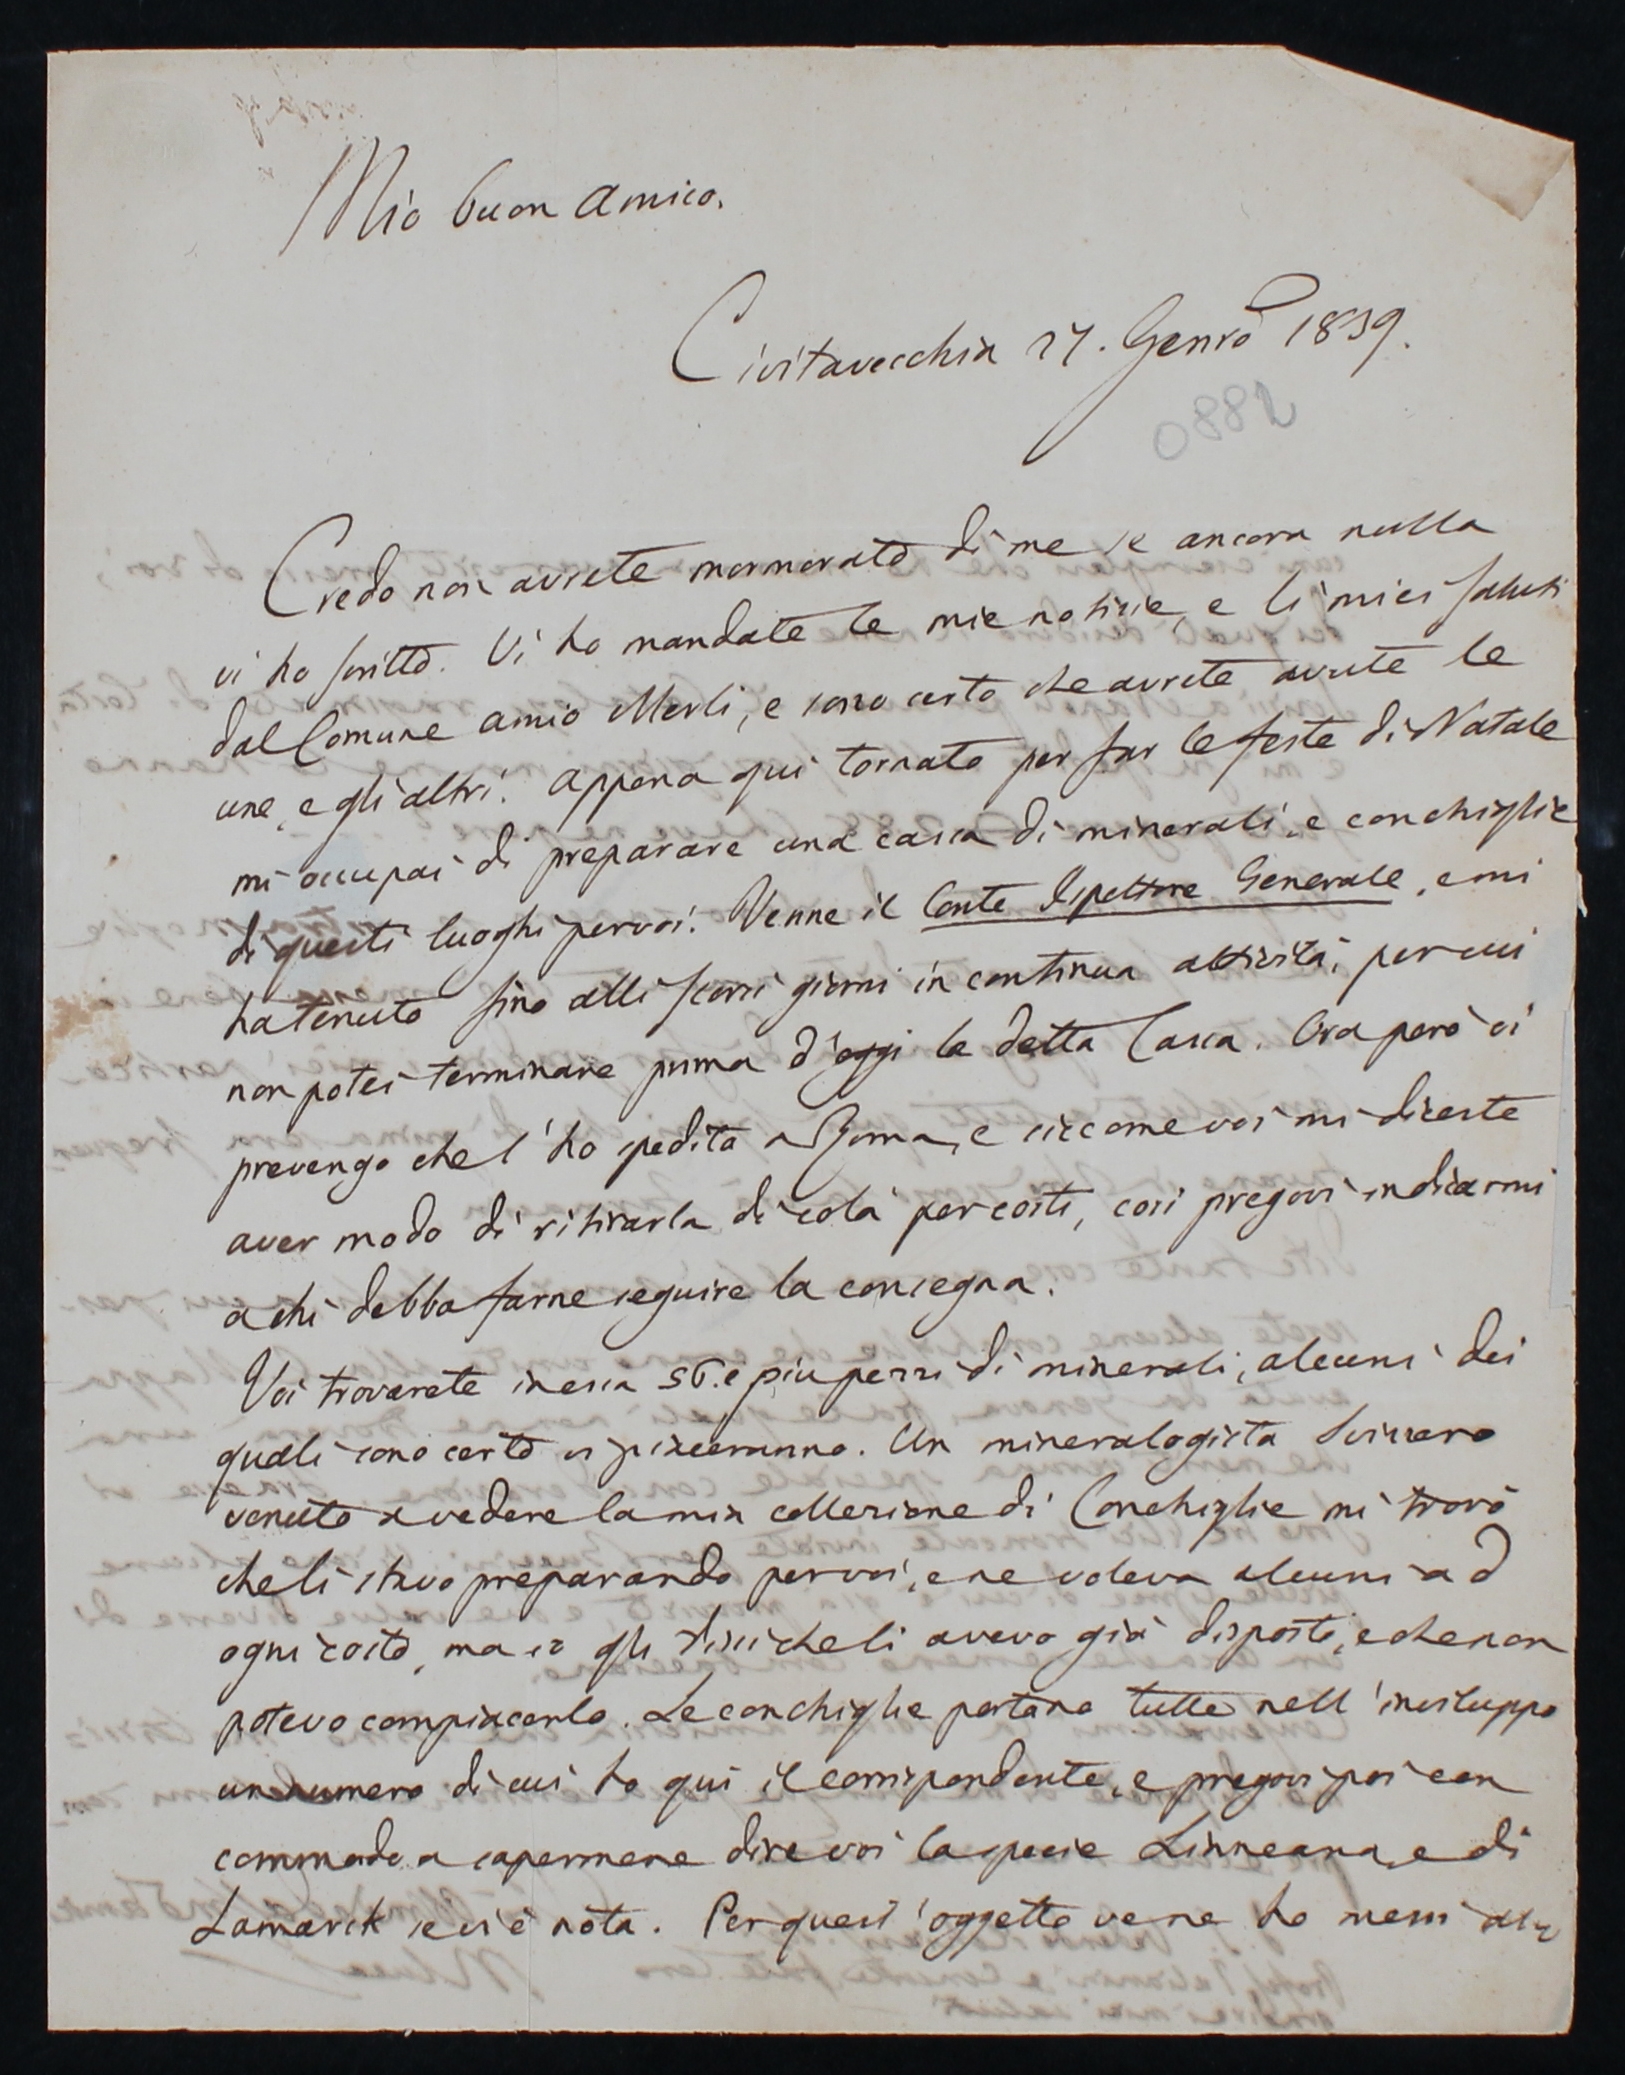 Mio buon amico.
Civitavecchia 27. Genro 1839.
Credo non avrete mormorato di me se ancora nulla
vi ho scritto. Vi ho mandate le mie notizie, e li miei saluti
dal Comune amio Merli, e sono certo che avrete avute le
une, e gli altri. Appena qui tornato per far le feste di Natale
mi occupai di preparare una cassa di minerali, e conchiglie
di questi luoghi per voi. Venne il Conte Ispettore Generale, e mi
ha tenuto sino alli scorsi giorni in continua attività, per cui
non potei terminare prima d'oggi la detta Cassa. Ora però vi
prevengo che l'ho spedita a Roma, e siccome voi mi diceste
aver modo di ritirarla di colà per costì, così pregovi indicarmi
a chi debba farne seguire la consegna.
Voi troverete in essa 56. e più pezzi di minerali, alcuni dei
quali sono certo vi piaceranno. Un mineralogista Svizzero
venuto a vedere la mia collezione di Conchiglie mi trovò
che li stavo preparando per voi, e ne voleva alcuni ad
ogni costo, ma io gli dissi che li avevo già disposti, e che non
potevo compiacerlo. Le conchiglie portano tutte nell'inviluppo
un numero di cui ho qui il corrispondente, e pregovi poi con
commodo a sapermene dire voi la specie Linneana, e di
Lamarck se vi è nota. Per quest'oggetto ve ne ho messi